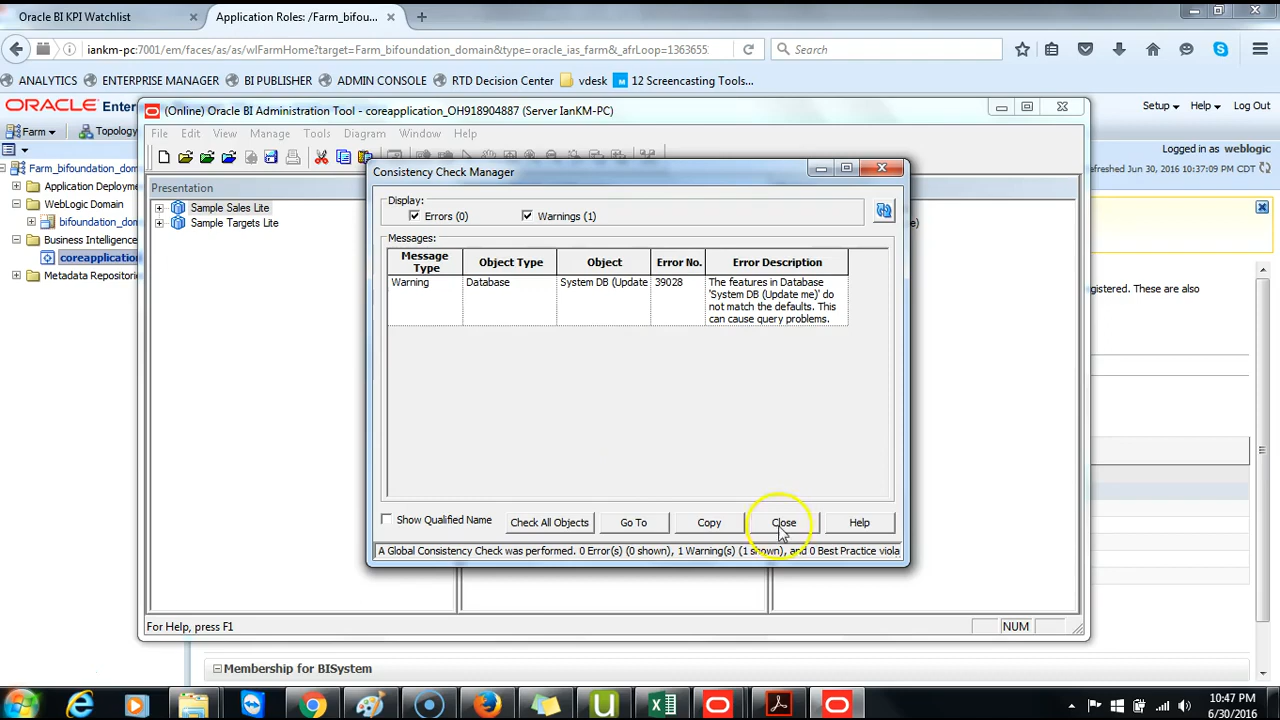 Oracle BI KPI Watchlist
Application Roles: /Farm_bifou...
iankm-pc:7001/em/faces/as/as/wlFarmHome?target=Farm_bifoundation_domain&type=oracle_ias_farm&_afrLoop=1363655
Search
ANALYTICS
ENTERPRISE MANAGER
BI PUBLISHER
ADMIN CONSOLE
RTD Decision Center
vdesk
12 Screencasting Tools...
ORACLE Enter
Setup
Help
Log Out
Farm
Topology
Logged in as weblogic
efreshed Jun 30, 2016 10:37:09 PM CDT
Farm_bifoundation_dom
Application Deployme
WebLogic Domain
bifoundation_dom
Business Intelligence
coreapplication
Metadata Repositorie
(Online) Oracle BI Administration Tool - coreapplication_OH918904887 (Server IanKM-PC)
File Edit View Manage Tools Diagram Window Help
Presentation
Sample Sales Lite
Sample Targets Lite
Consistency Check Manager
Display:
Errors (0)
Warnings (1)
Messages:
Message Type
Object Type
Object
Error No.
Error Description
Warning
Database
System DB (Update
39028
The features in Database
'System DB (Update me)' do
not match the defaults. This
can cause query problems.
Show Qualified Name
Check All Objects
Go To
Copy
Close
Help
A Global Consistency Check was performed. 0 Error(s) (0 shown), 1 Warning(s) (1 shown), and 0 Best Practice viola
egistered. These are also
For Help, press F1
NUM
Membership for BISystem
10:47 PM
6/30/2016